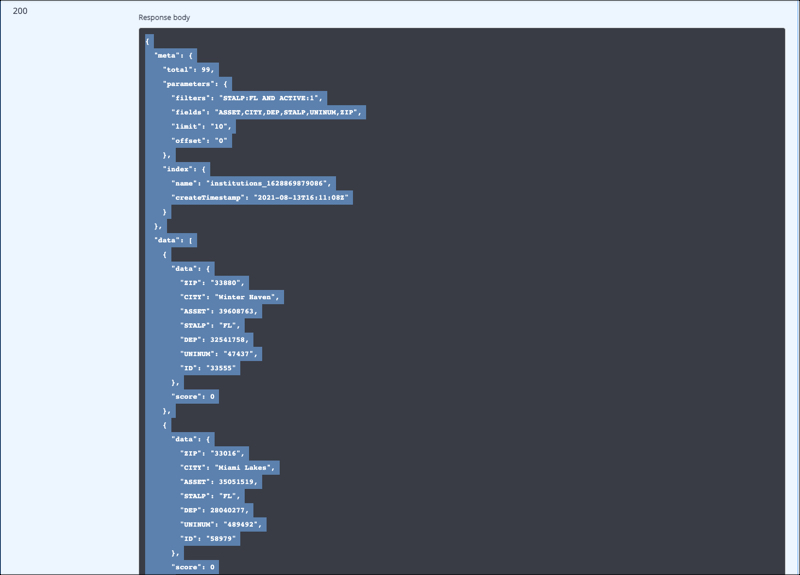 200
Response body
{
"meta": {
"total": 99,
"parameters": {
"filters": "STALP:FL AND ACTIVE:1",
"fields": "ASSET,CITY,DEP,STALP,UNINUM,ZIP",
"limit": "10",
"offset": "0"
},
"index": {
"name": "institutions_1628869879086",
"createTimestamp": "2021-08-13T16:11:08Z"
}
},
"data": [
{
"data": {
"ZIP": "33880",
"CITY": "Winter Haven",
"ASSET": 39608763,
"STALP": "FL",
"DEP": 32541758,
"UNINUM": "47437",
"ID": "33555"
},
"score": 0
},
{
"data": {
"ZIP": "33016",
"CITY": "Miami Lakes",
"ASSET": 35051519,
"STALP": "FL",
"DEP": 28040277,
"UNINUM": "489492",
"ID": "58979"
},
"score": 0